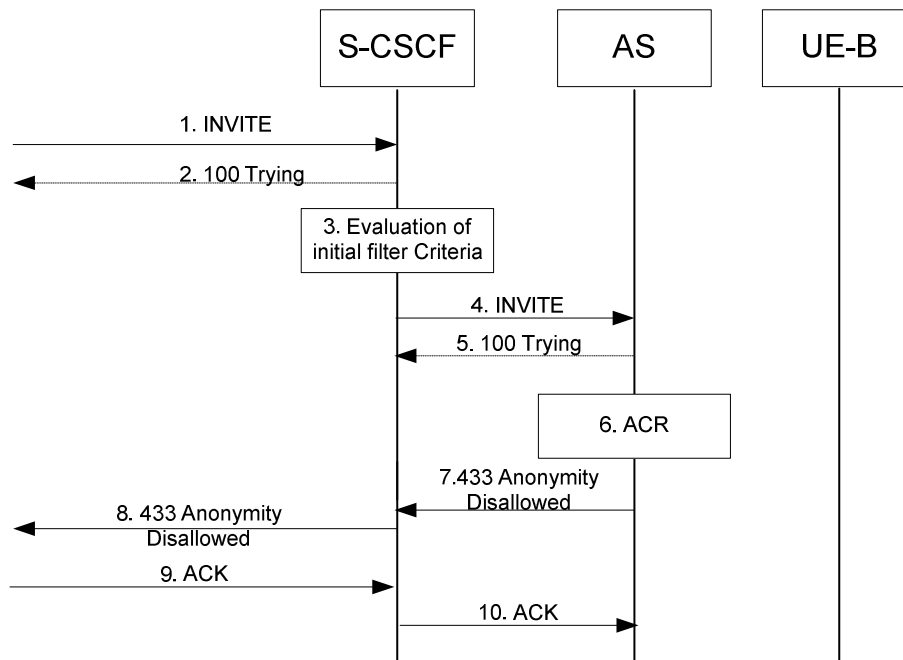 S-CSCF
AS
UE-B
1. INVITE
2. 100 Trying
3. Evaluation of
initial filter Criteria
4. INVITE
5. 100 Trying
6. ACR
7.433 Anonymity
Disallowed
8. 433 Anonymity
Disallowed
9. ACK
10. ACK